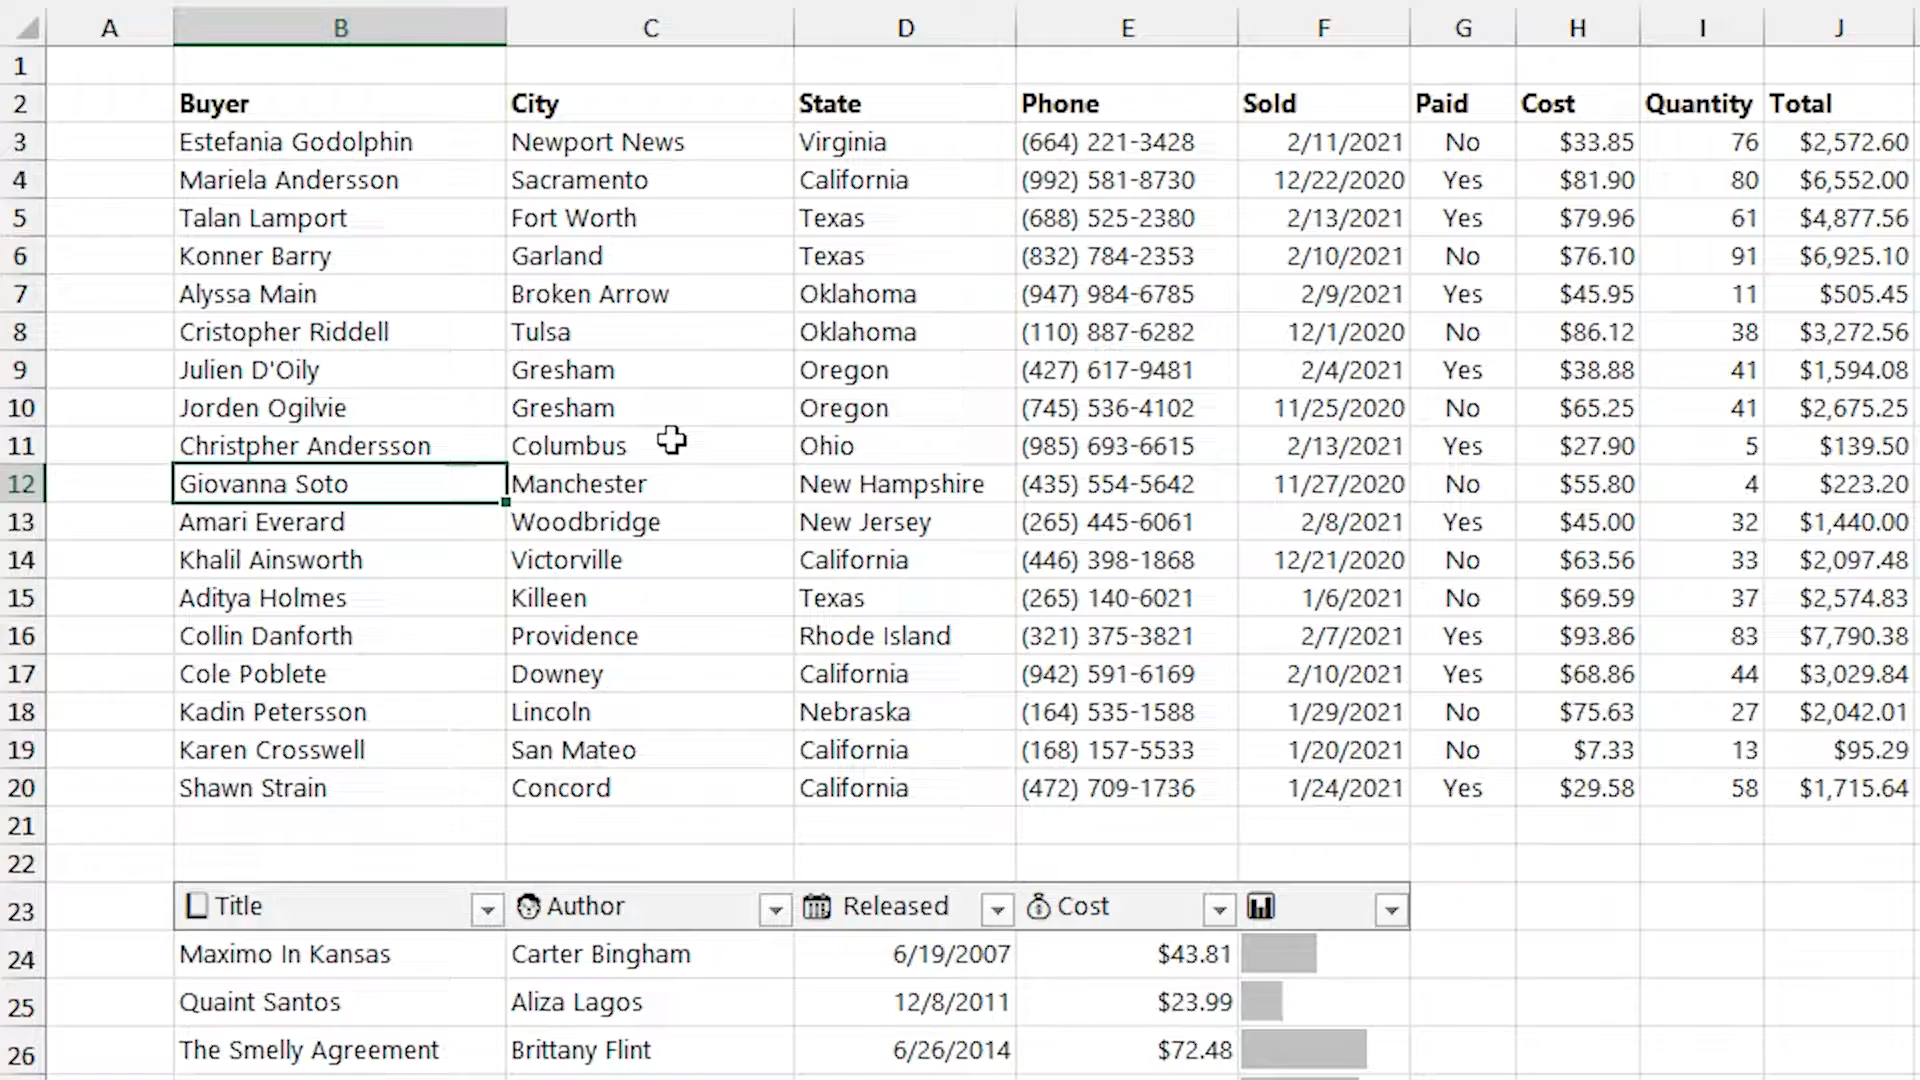 A B C D E F G H I J
1
2 Buyer City State Phone Sold Paid Cost Quantity Total
3 Estefania Godolphin Newport News Virginia (664) 221-3428 2/11/2021 No $33.85 76 $2,572.60
4 Mariela Andersson Sacramento California (992) 581-8730 12/22/2020 Yes $81.90 80 $6,552.00
5 Talan Lamport Fort Worth Texas (688) 525-2380 2/13/2021 Yes $79.96 61 $4,877.56
6 Konner Barry Garland Texas (832) 784-2353 2/10/2021 No $76.10 91 $6,925.10
7 Alyssa Main Broken Arrow Oklahoma (947) 984-6785 2/9/2021 Yes $45.95 11 $505.45
8 Cristopher Riddell Tulsa Oklahoma (110) 887-6282 12/1/2020 No $86.12 38 $3,272.56
9 Julien D'Oily Gresham Oregon (427) 617-9481 2/4/2021 Yes $38.88 41 $1,594.08
10 Jorden Ogilvie Gresham Oregon (745) 536-4102 11/25/2020 No $65.25 41 $2,675.25
11 Christpher Andersson Columbus Ohio (985) 693-6615 2/13/2021 Yes $27.90 5 $139.50
12 Giovanna Soto Manchester New Hampshire (435) 554-5642 11/27/2020 No $55.80 4 $223.20
13 Amari Everard Woodbridge New Jersey (265) 445-6061 2/8/2021 Yes $45.00 32 $1,440.00
14 Khalil Ainsworth Victorville California (446) 398-1868 12/21/2020 No $63.56 33 $2,097.48
15 Aditya Holmes Killeen Texas (265) 140-6021 1/6/2021 No $69.59 37 $2,574.83
16 Collin Danforth Providence Rhode Island (321) 375-3821 2/7/2021 Yes $93.86 83 $7,790.38
17 Cole Poblete Downey California (942) 591-6169 2/10/2021 Yes $68.86 44 $3,029.84
18 Kadin Petersson Lincoln Nebraska (164) 535-1588 1/29/2021 No $75.63 27 $2,042.01
19 Karen Crosswell San Mateo California (168) 157-5533 1/20/2021 No $7.33 13 $95.29
20 Shawn Strain Concord California (472) 709-1736 1/24/2021 Yes $29.58 58 $1,715.64
21
22
23 Title Author Released Cost
24 Maximo In Kansas Carter Bingham 6/19/2007 $43.81
25 Quaint Santos Aliza Lagos 12/8/2011 $23.99
26 The Smelly Agreement Brittany Flint 6/26/2014 $72.48